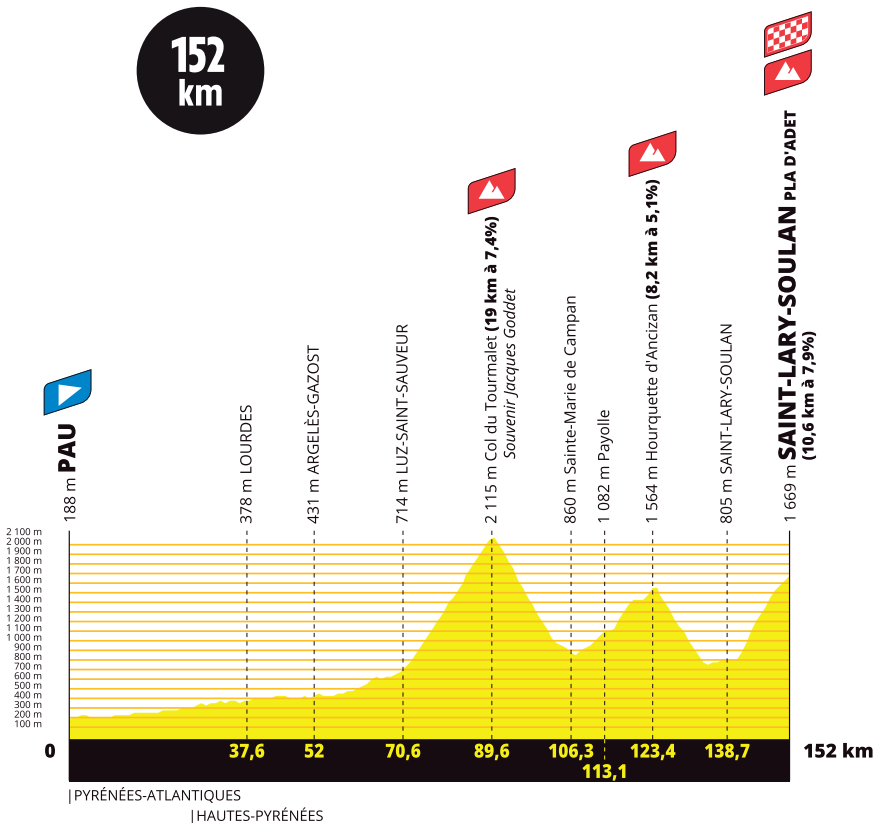 152
km
188 m PAU
378 m LOURDES
431 m ARGELÈS-GAZOST
714 m LUZ-SAINT-SAUVEUR
2 115 m Col du Tourmalet (19 km à 7,4%)
Souvenir Jacques Goddet
860 m Sainte-Marie de Campan
1 082 m Payolle
1 564 m Hourquette d'Ancizan (8,2 km à 5,1%)
805 m SAINT-LARY-SOULAN
1 669 m SAINT-LARY-SOULAN PLA D'ADET
(10,6 km à 7,9%)
2 100 m
2 000 m
1 900 m
1 800 m
1 700 m
1 600 m
1 500 m
1 400 m
1 300 m
1 200 m
1 100 m
1 000 m
900 m
800 m
700 m
600 m
500 m
400 m
300 m
200 m
100 m
0 37,6 52 70,6 89,6 106,3 123,4 138,7 152 km
113,1
|PYRÉNÉES-ATLANTIQUES
|HAUTES-PYRÉNÉES